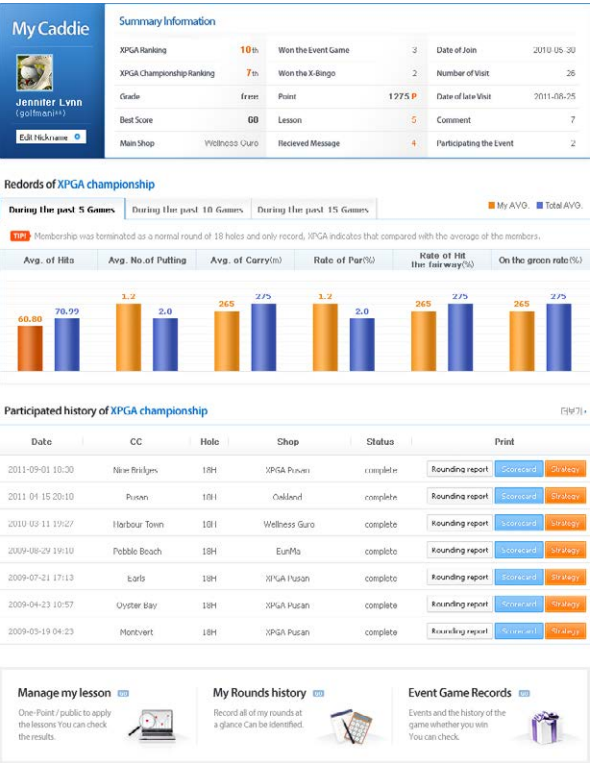 My Caddie
Jennifer Lynn
(golfmani**)
Edit Nickname
Summary Information
XPGA Ranking 10th Won the Event Game 3 Date of Join 2010-05-30
XPGA Championship Ranking 7th Won the X-Bingo 2 Number of Visit 26
Grade free Point 1275 P Date of late Visit 2011-08-25
Best Score 60 Lesson 5 Comment 7
Main Shop Wellness Guro Recieved Message 4 Participating the Event 2
Redords of XPGA championship
During the past 5 Games During the past 10 Games During the past 15 Games My AVG. Total AVG.
TIP! Membership was terminated as a normal round of 18 holes and only record, XPGA indicates that compared with the average of the members.
Avg. of Hits Avg. No.of Putting Avg. of Carry(m) Rate of Par(%) Rate of Hit the fairway(%) On the green rate(%)
60.80 70.99 1.2 2.0 265 275 1.2 2.0 265 275 265 275
Participated history of XPGA championship
Date CC Hole Shop Status Print
2011-09-01 18:30 Nine Bridges 18H XPGA Pusan complete Rounding report Scorecard Strategy
2011-04-15 20:10 Pusan 18H Oakland complete Rounding report Scorecard Strategy
2010-03-11 19:27 Harbour Town 18H Wellness Guro complete Rounding report Scorecard Strategy
2009-08-29 19:10 Pebble Beach 18H EunMa complete Rounding report Scorecard Strategy
2009-07-21 17:13 Earls 18H XPGA Pusan complete Rounding report Scorecard Strategy
2009-04-23 10:57 Oyster Bay 18H XPGA Pusan complete Rounding report Scorecard Strategy
2009-03-19 04:23 Montvert 18H XPGA Pusan complete Rounding report Scorecard Strategy
Manage my lesson GO
One-Point / public to apply
the lessons You can check
the results.
My Rounds history GO
Record all of my rounds at
a glance Can be Identified.
Event Game Records GO
Events and the history of the
game whether you win
You can check.